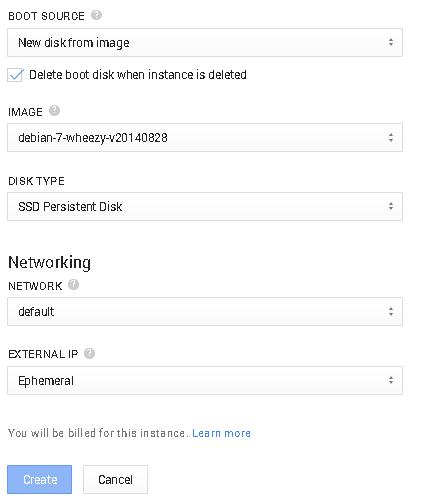 BOOT SOURCE ?
New disk from image
Delete boot disk when instance is deleted
IMAGE ?
debian-7-wheezy-v20140828
DISK TYPE
SSD Persistent Disk
Networking
NETWORK ?
default
EXTERNAL IP ?
Ephemeral
You will be billed for this instance. Learn more
Create Cancel